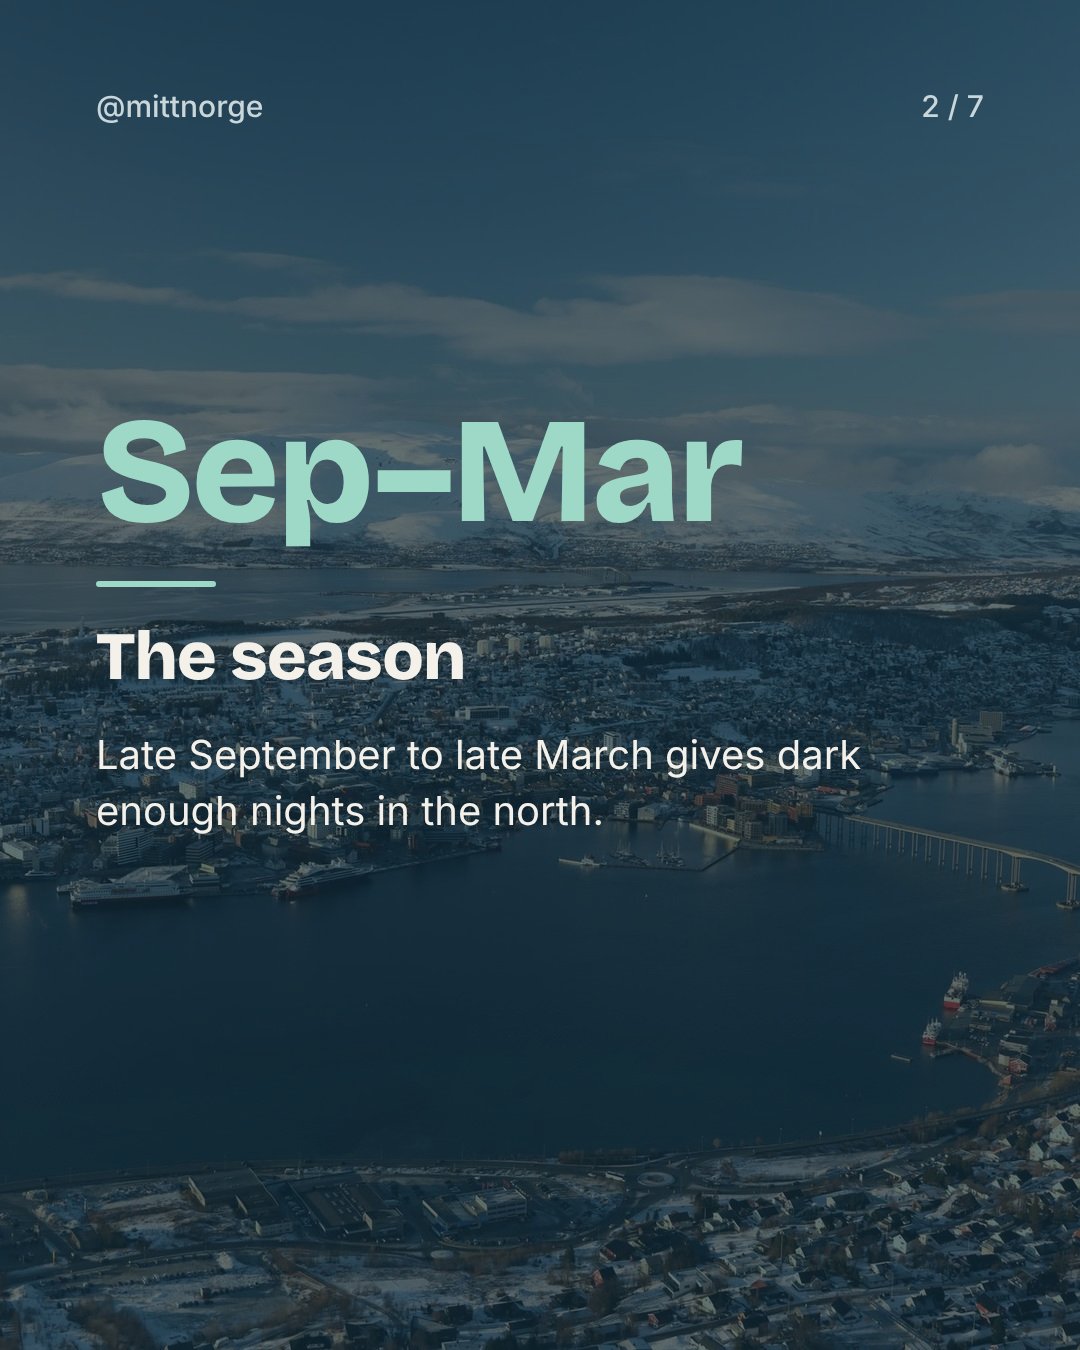 @mittnorge
2 / 7
Sep–Mar
The season
Late September to late March gives dark
enough nights in the north.